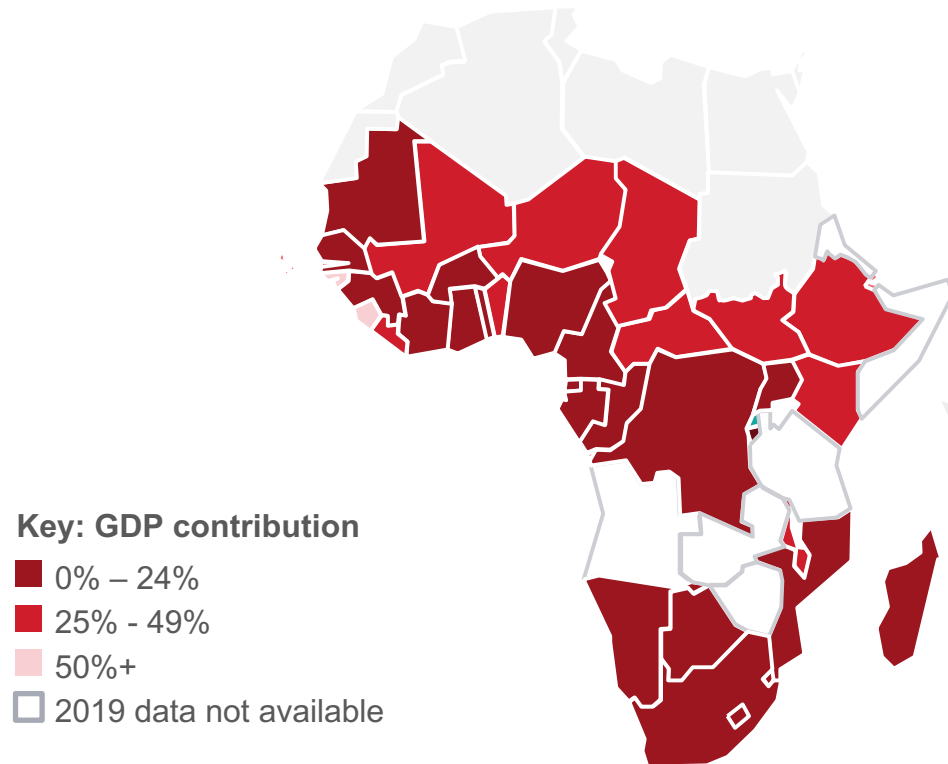 Key: GDP contribution
0% – 24%
25% - 49%
50%+
2019 data not available